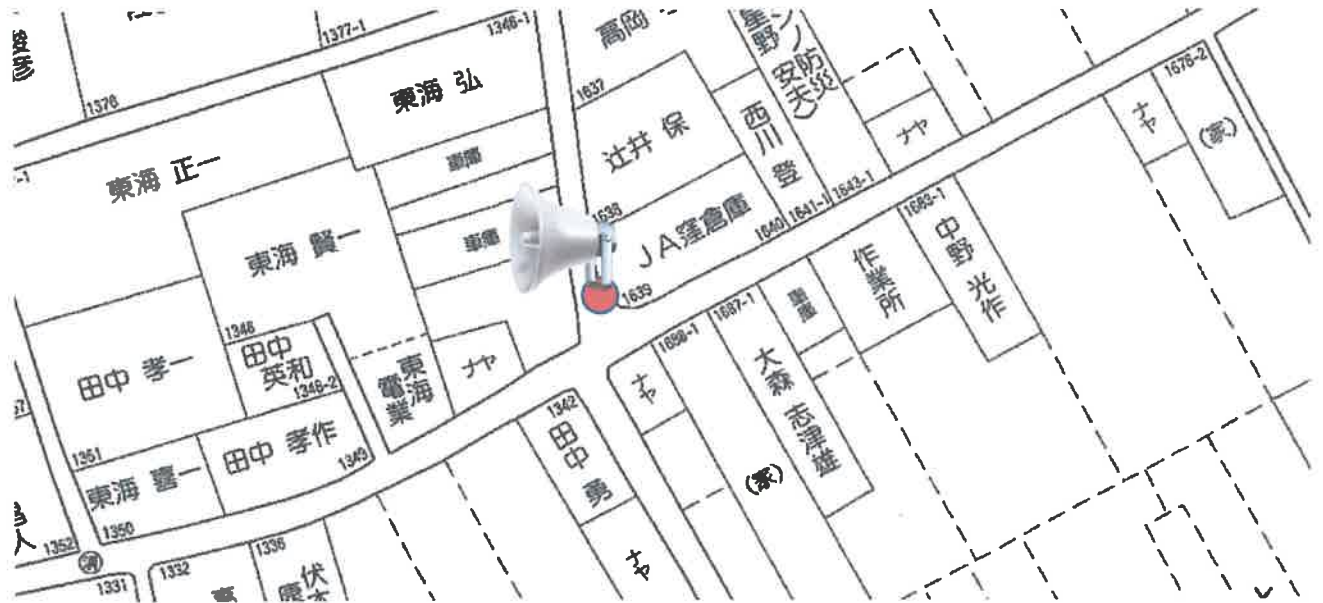 1377-1
1346-1
1376
東海 弘
高岡
星野
安夫)
防災
1637
辻井 保
西川 登
ナヤ
1676-2
ナヤ
(家)
東海 正一
車庫
車庫
1638
JA窪倉庫
1640
1641-1
1643-1
1639
1683-1
中野 光作
作業所
車庫
1687-1
1688-1
大森 志津雄
ナヤ
(家)
東海 賢一
1346
田中
英和
1346-2
東海
電業
ナヤ
田中 孝一
1351
東海 喜一
田中 孝作
1349
1350
1352
1331
1332
1336
1342
田中 勇
ナヤ